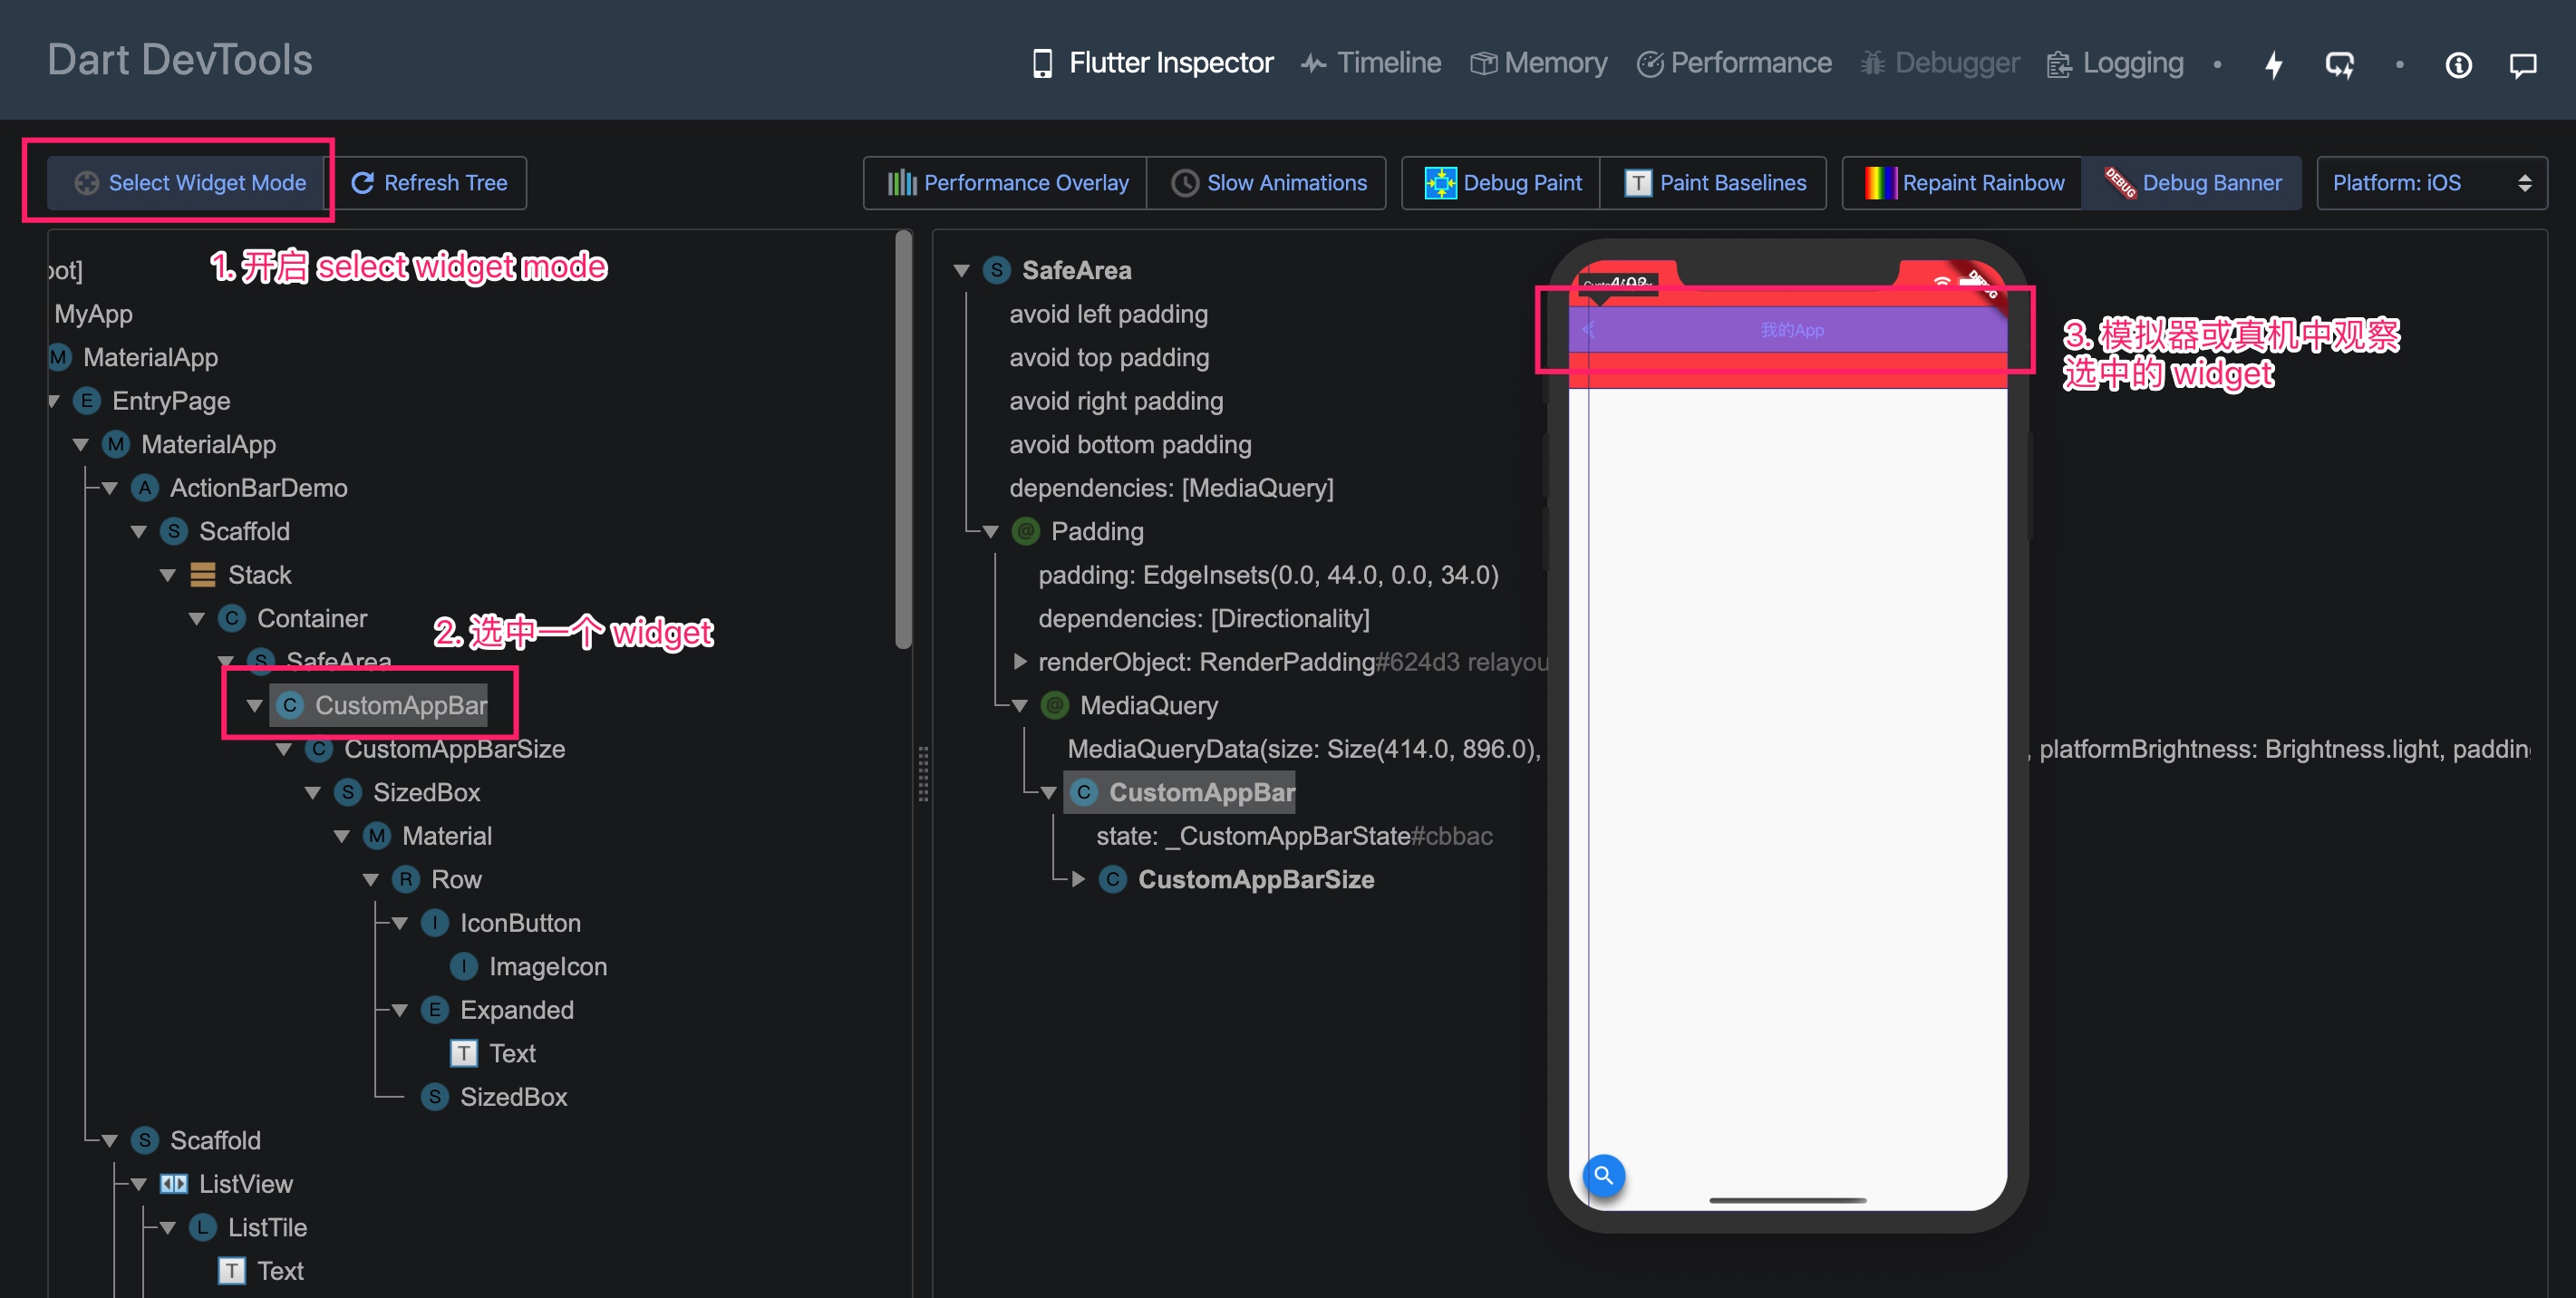 Dart DevTools
Flutter Inspector
Timeline
Memory
Performance
Debugger
Logging
Select Widget Mode
Refresh Tree
Performance Overlay
Slow Animations
Debug Paint
Paint Baselines
Repaint Rainbow
DEBUG
Debug Banner
Platform: iOS
1. 开启 select widget mode
oot]
MyApp
M MaterialApp
E EntryPage
M MaterialApp
A ActionBarDemo
S Scaffold
Stack
C Container
2. 选中一个 widget
S SafeArea
C CustomAppBar
C CustomAppBarSize
S SizedBox
M Material
R Row
I IconButton
I ImageIcon
E Expanded
T Text
S SizedBox
S Scaffold
ListView
L ListTile
T Text
S SafeArea
avoid left padding
avoid top padding
avoid right padding
avoid bottom padding
dependencies: [MediaQuery]
@ Padding
padding: EdgeInsets(0.0, 44.0, 0.0, 34.0)
dependencies: [Directionality]
renderObject: RenderPadding#624d3 relayou
@ MediaQuery
MediaQueryData(size: Size(414.0, 896.0), , platformBrightness: Brightness.light, paddin
C CustomAppBar
state: _CustomAppBarState#cbbac
C CustomAppBarSize
DEBUG
我的App
3. 模拟器或真机中观察
选中的 widget